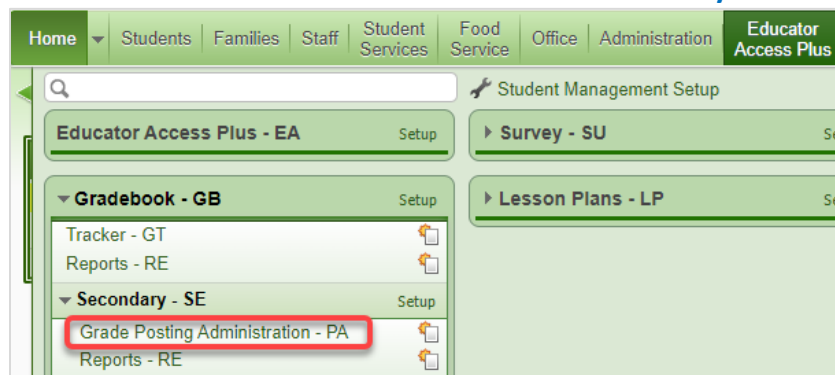 Home Students Families Staff Student Services Food Service Office Administration Educator Access Plus
Student Management Setup
Educator Access Plus - EA Setup
Survey - SU
Gradebook - GB Setup
Lesson Plans - LP
Tracker - GT
Reports - RE
Secondary - SE Setup
Grade Posting Administration - PA
Reports - RE